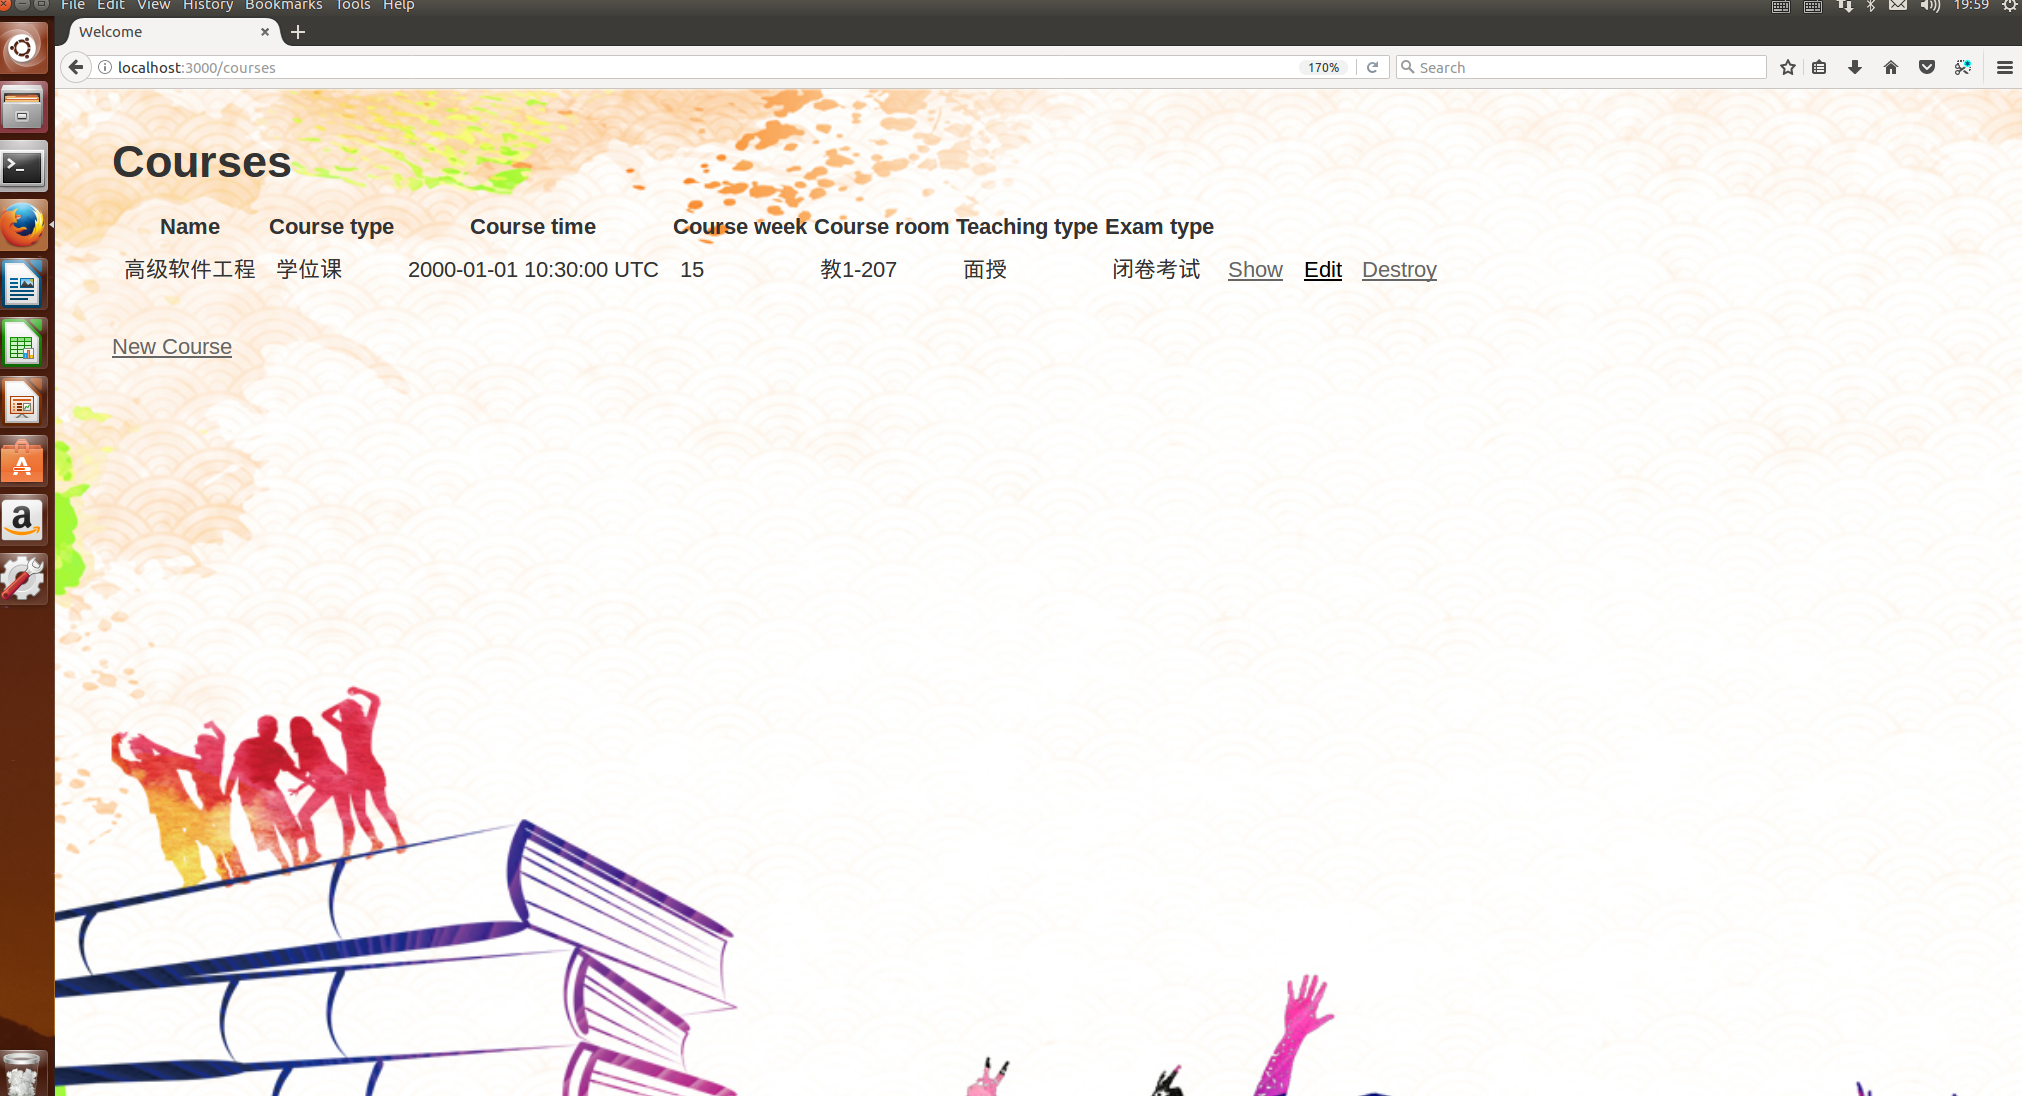 File Edit View History Bookmarks Tools Help 19:59
Welcome
localhost:3000/courses 170% Search
Courses
Name Course type Course time Course week Course room Teaching type Exam type
高级软件工程 学位课 2000-01-01 10:30:00 UTC 15 教1-207 面授 闭卷考试 Show Edit Destroy
New Course